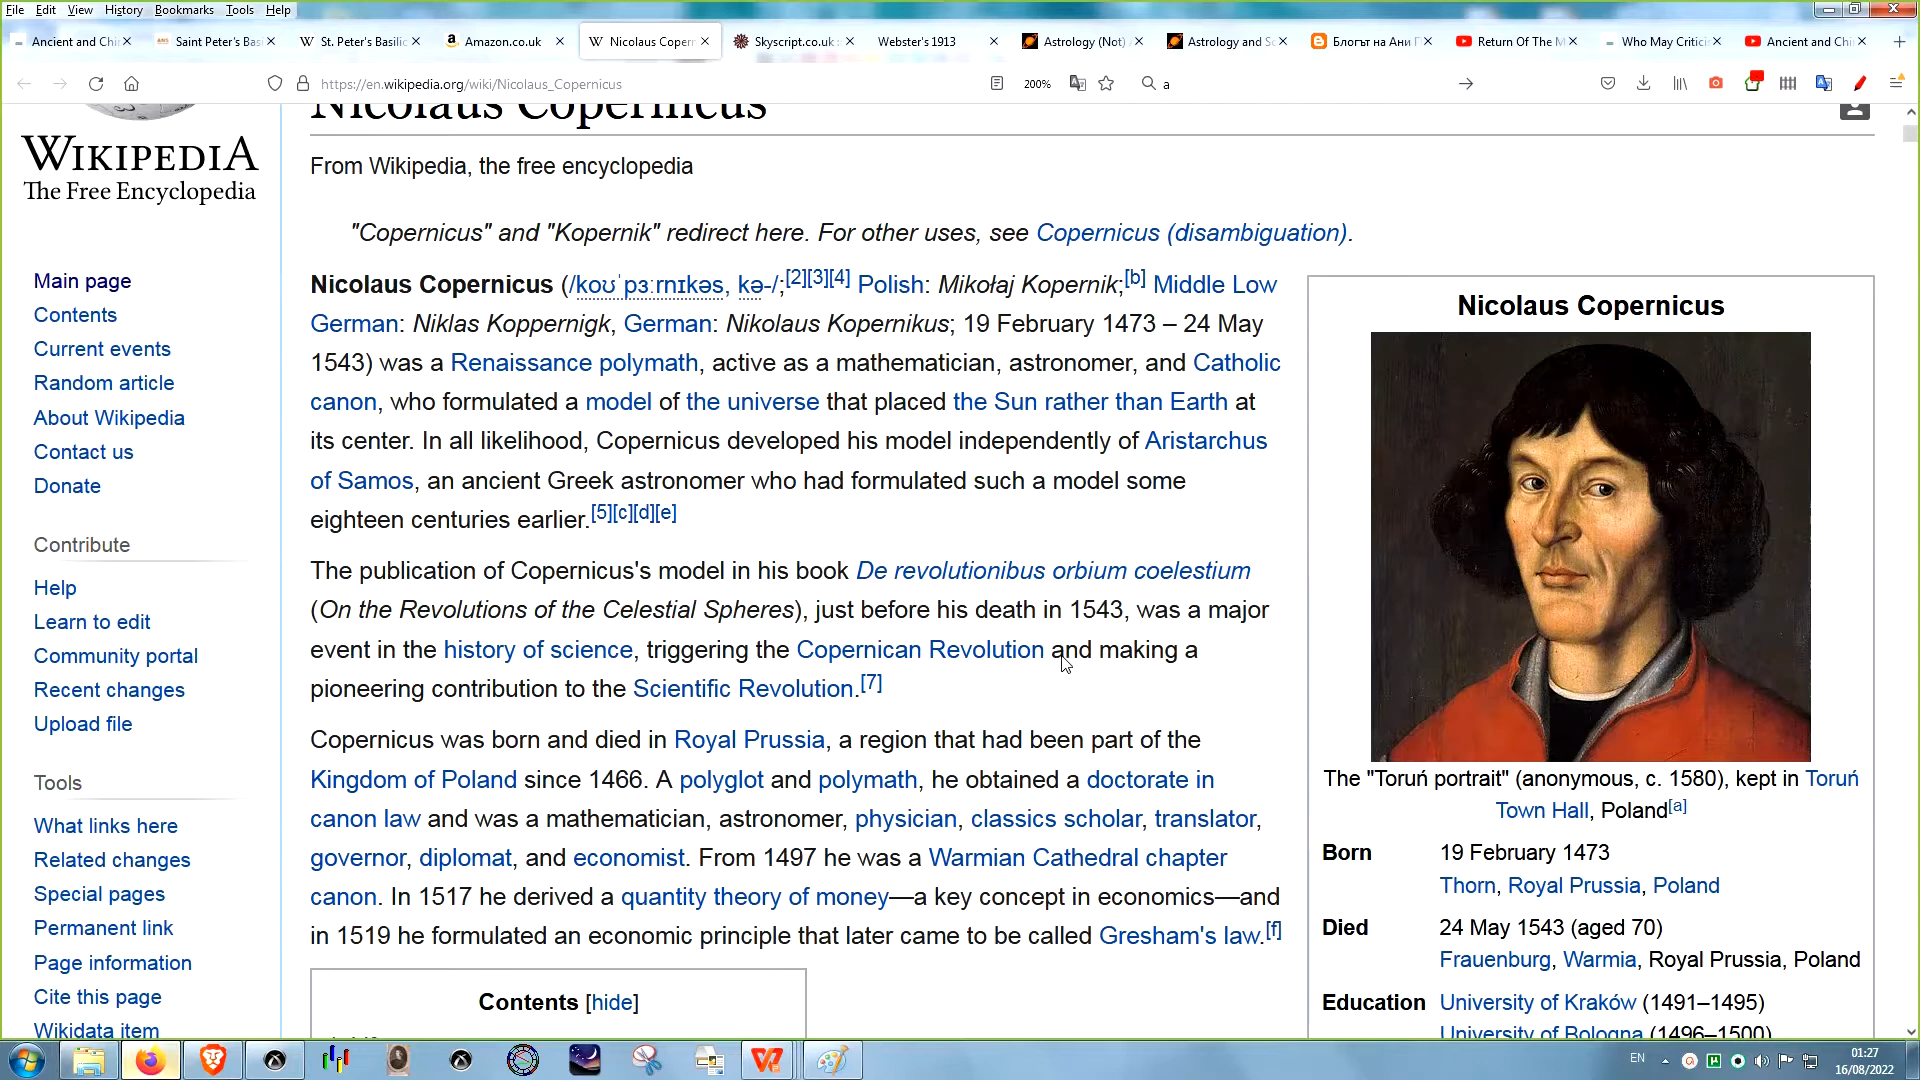 File Edit View History Bookmarks Tools Help
Ancient and Chi
Saint Peter's Basi
St. Peter's Basilic
Amazon.co.uk
Nicolaus Copern
Skyscript.co.uk
Webster's 1913
Astrology (Not)
Astrology and Sc
Блогът на Ани
Return Of The M
Who May Critici
Ancient and Chi
https://en.wikipedia.org/wiki/Nicolaus_Copernicus
200%
a
Nicolaus Copernicus
WIKIPEDIA
The Free Encyclopedia
Main page
Contents
Current events
Random article
About Wikipedia
Contact us
Donate
Contribute
Help
Learn to edit
Community portal
Recent changes
Upload file
Tools
What links here
Related changes
Special pages
Permanent link
Page information
Cite this page
Wikidata item
From Wikipedia, the free encyclopedia
"Copernicus" and "Kopernik" redirect here. For other uses, see Copernicus (disambiguation).
Nicolaus Copernicus (/koʊˈpɜːrnɪkəs, kə-/;[2][3][4] Polish: Mikołaj Kopernik;[b] Middle Low
German: Niklas Koppernigk, German: Nikolaus Kopernikus; 19 February 1473 – 24 May
1543) was a Renaissance polymath, active as a mathematician, astronomer, and Catholic
canon, who formulated a model of the universe that placed the Sun rather than Earth at
its center. In all likelihood, Copernicus developed his model independently of Aristarchus
of Samos, an ancient Greek astronomer who had formulated such a model some
eighteen centuries earlier.[5][c][d][e]
The publication of Copernicus's model in his book De revolutionibus orbium coelestium
(On the Revolutions of the Celestial Spheres), just before his death in 1543, was a major
event in the history of science, triggering the Copernican Revolution and making a
pioneering contribution to the Scientific Revolution.[7]
Copernicus was born and died in Royal Prussia, a region that had been part of the
Kingdom of Poland since 1466. A polyglot and polymath, he obtained a doctorate in
canon law and was a mathematician, astronomer, physician, classics scholar, translator,
governor, diplomat, and economist. From 1497 he was a Warmian Cathedral chapter
canon. In 1517 he derived a quantity theory of money—a key concept in economics—and
in 1519 he formulated an economic principle that later came to be called Gresham's law.[f]
Contents [hide]
Nicolaus Copernicus
The "Toruń portrait" (anonymous, c. 1580), kept in Toruń
Town Hall, Poland[a]
Born 19 February 1473
Thorn, Royal Prussia, Poland
Died 24 May 1543 (aged 70)
Frauenburg, Warmia, Royal Prussia, Poland
Education University of Kraków (1491–1495)
University of Bologna (1496–1500)
EN
01:27
16/08/2022